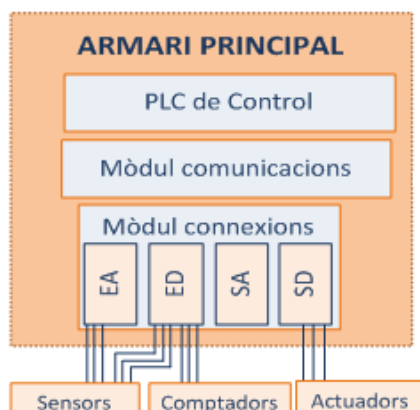 ARMARI PRINCIPAL
PLC de Control
Mòdul comunicacions
Mòdul connexions
EA
ED
SA
SD
Sensors
Comptadors
Actuadors